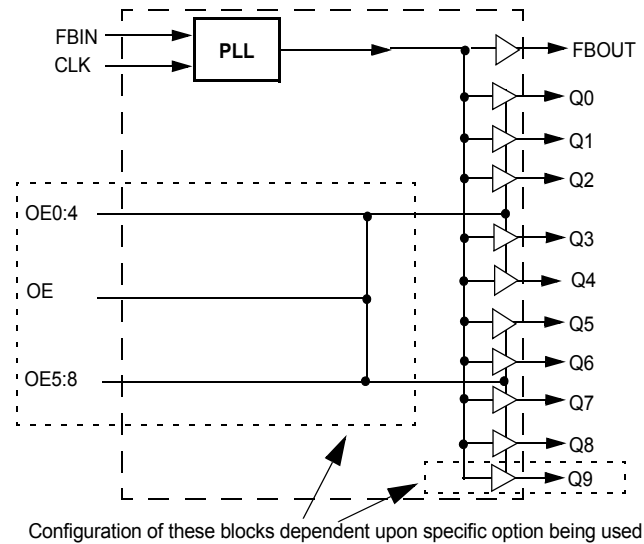 FBIN
CLK
PLL
FBOUT
Q0
Q1
Q2
OE0:4
Q3
Q4
OE
Q5
Q6
OE5:8
Q7
Q8
Q9
Configuration of these blocks dependent upon specific option being used